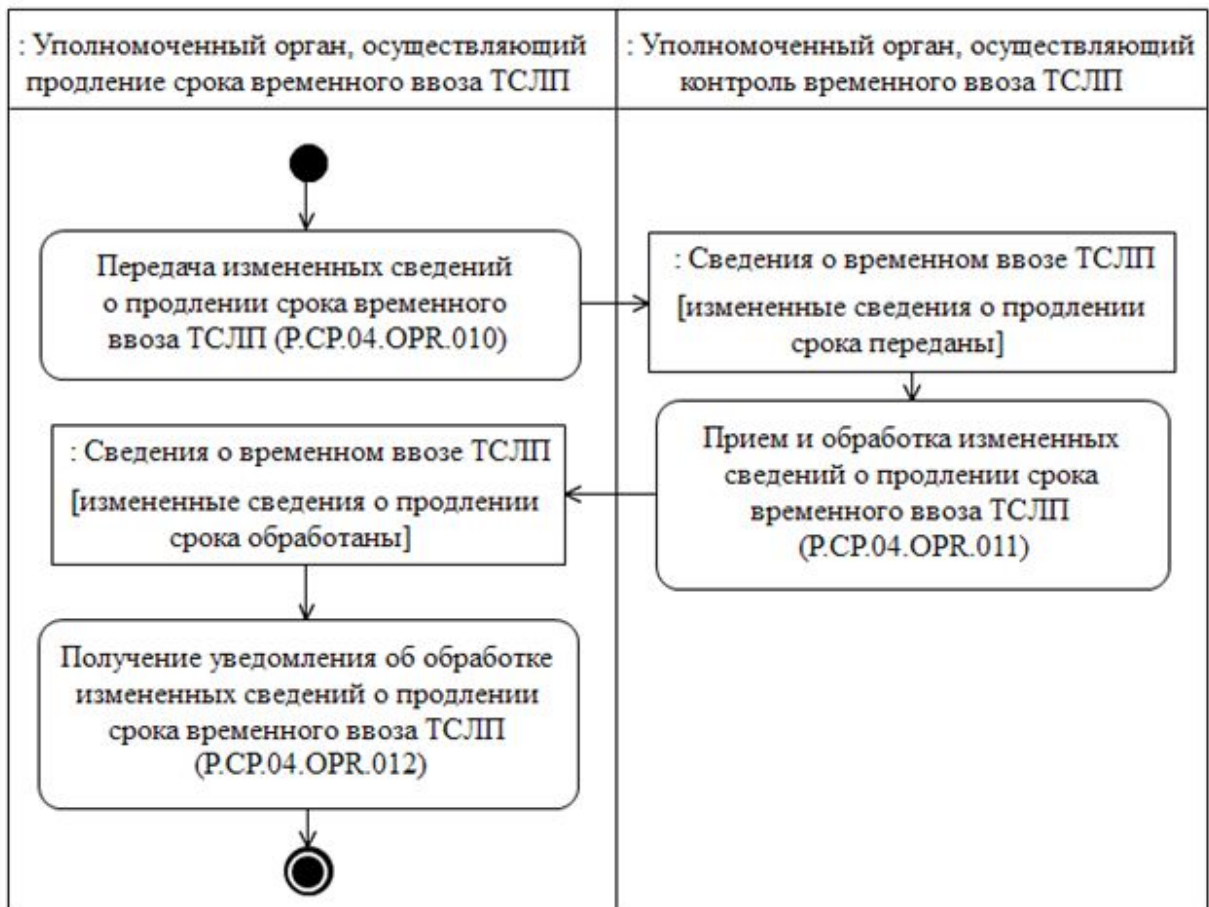 : Уполномоченный орган, осуществляющий
продление срока временного ввоза ТСЛП
: Уполномоченный орган, осуществляющий
контроль временного ввоза ТСЛП
Передача измененных сведений
о продлении срока временного
ввоза ТСЛП (P.CP.04.OPR.010)
: Сведения о временном ввозе ТСЛП
[измененные сведения о продлении
срока переданы]
Прием и обработка измененных
сведений о продлении срока
временного ввоза ТСЛП
(P.CP.04.OPR.011)
: Сведения о временном ввозе ТСЛП
[измененные сведения о продлении
срока обработаны]
Получение уведомления об обработке
измененных сведений о продлении
срока временного ввоза ТСЛП
(P.CP.04.OPR.012)